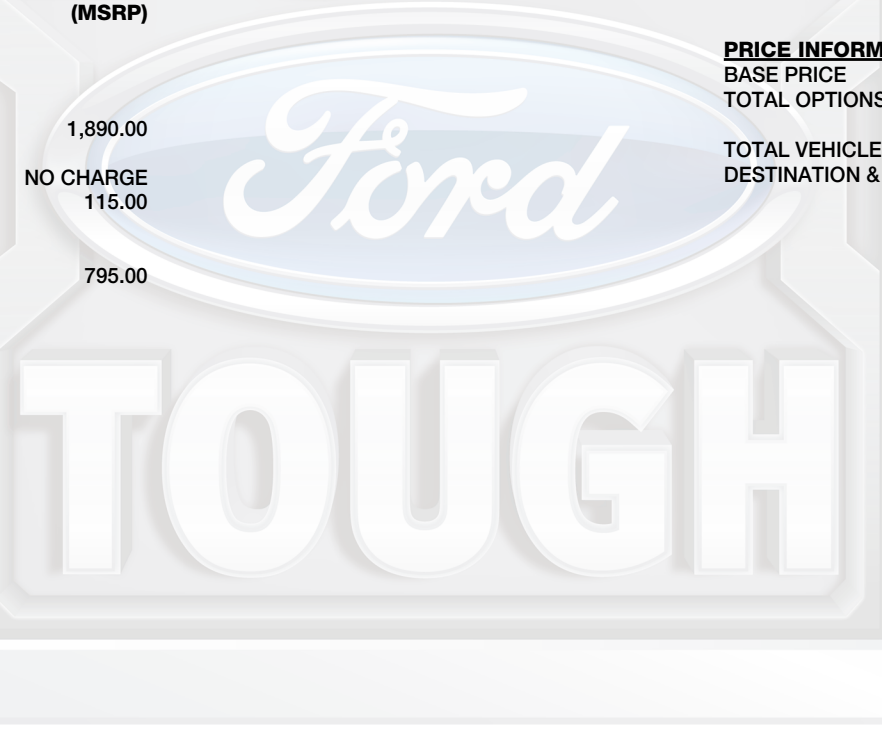 (MSRP)
1,890.00
NO CHARGE
115.00
795.00
PRICE INFORM
BASE PRICE
TOTAL OPTIONS
TOTAL VEHICLE
DESTINATION &
Ford
TOUGH